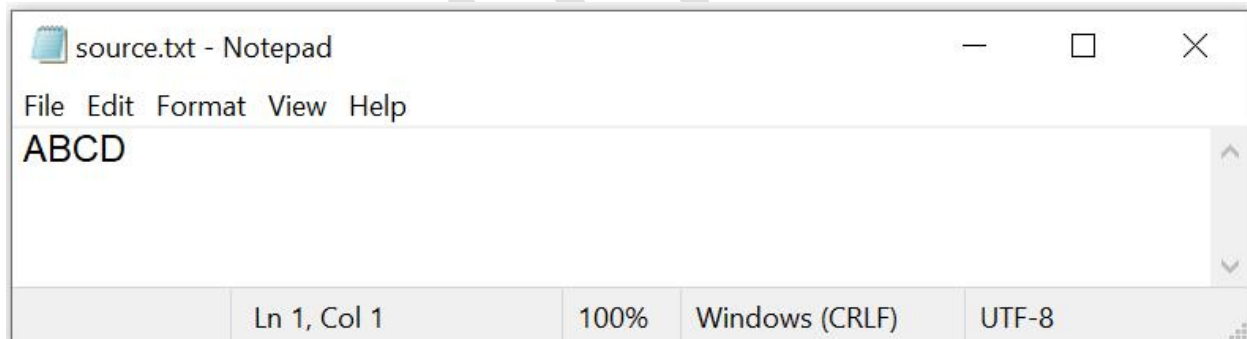 source.txt - Notepad
File Edit Format View Help
ABCD
Ln 1, Col 1 100% Windows (CRLF) UTF-8